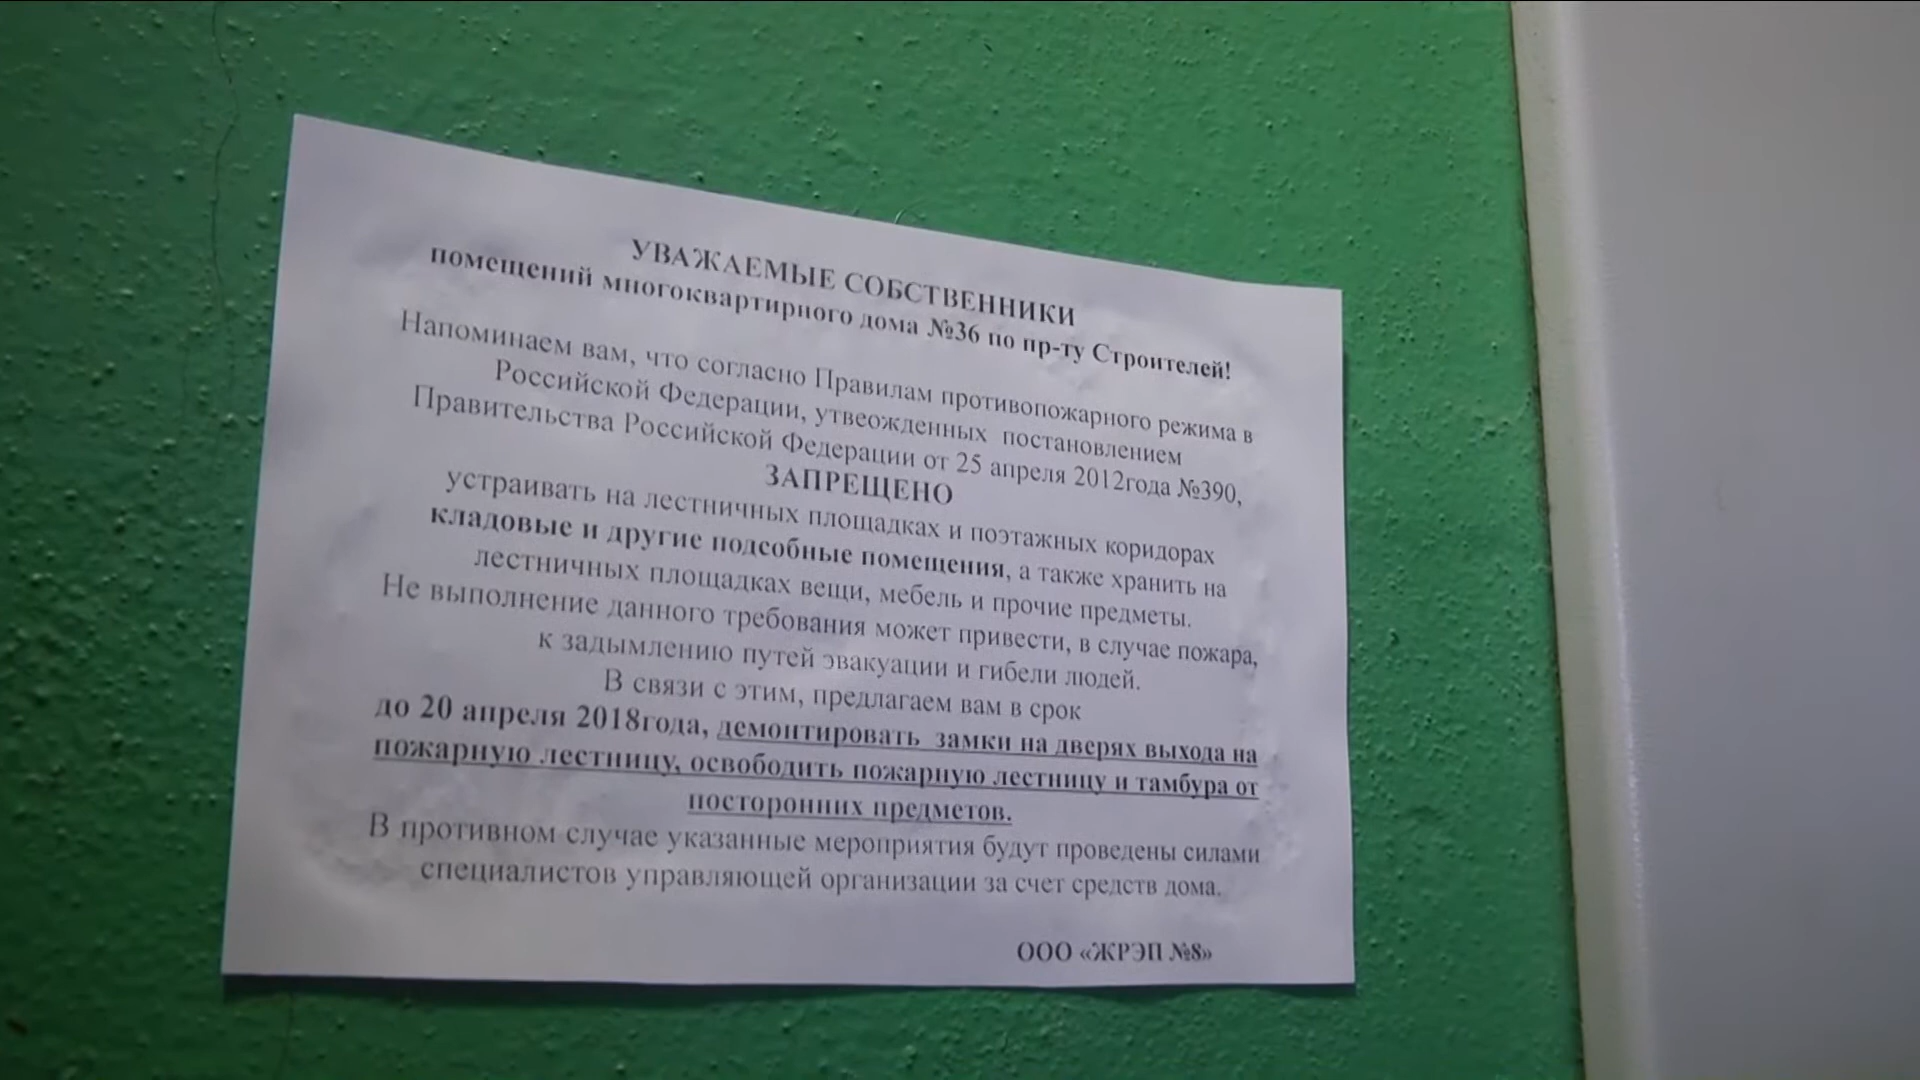 УВАЖАЕМЫЕ СОБСТВЕННИКИ
помещений многоквартирного дома №36 по пр-ту Строителей!
Напоминаем вам, что согласно Правилам противопожарного режима в
Российской Федерации, утвеожденных постановлением
Правительства Российской Федерации от 25 апреля 2012года №390,
ЗАПРЕЩЕНО
устраивать на лестничных площадках и поэтажных коридорах
кладовые и другие подсобные помещения, а также хранить на
лестничных площадках вещи, мебель и прочие предметы.
Не выполнение данного требования может привести, в случае пожара,
к задымлению путей эвакуации и гибели людей.
В связи с этим, предлагаем вам в срок
до 20 апреля 2018года, демонтировать замки на дверях выхода на
пожарную лестницу, освободить пожарную лестницу и тамбура от
посторонних предметов.
В противном случае указанные мероприятия будут проведены силами
специалистов управляющей организации за счет средств дома.
ООО «ЖРЭП №8»